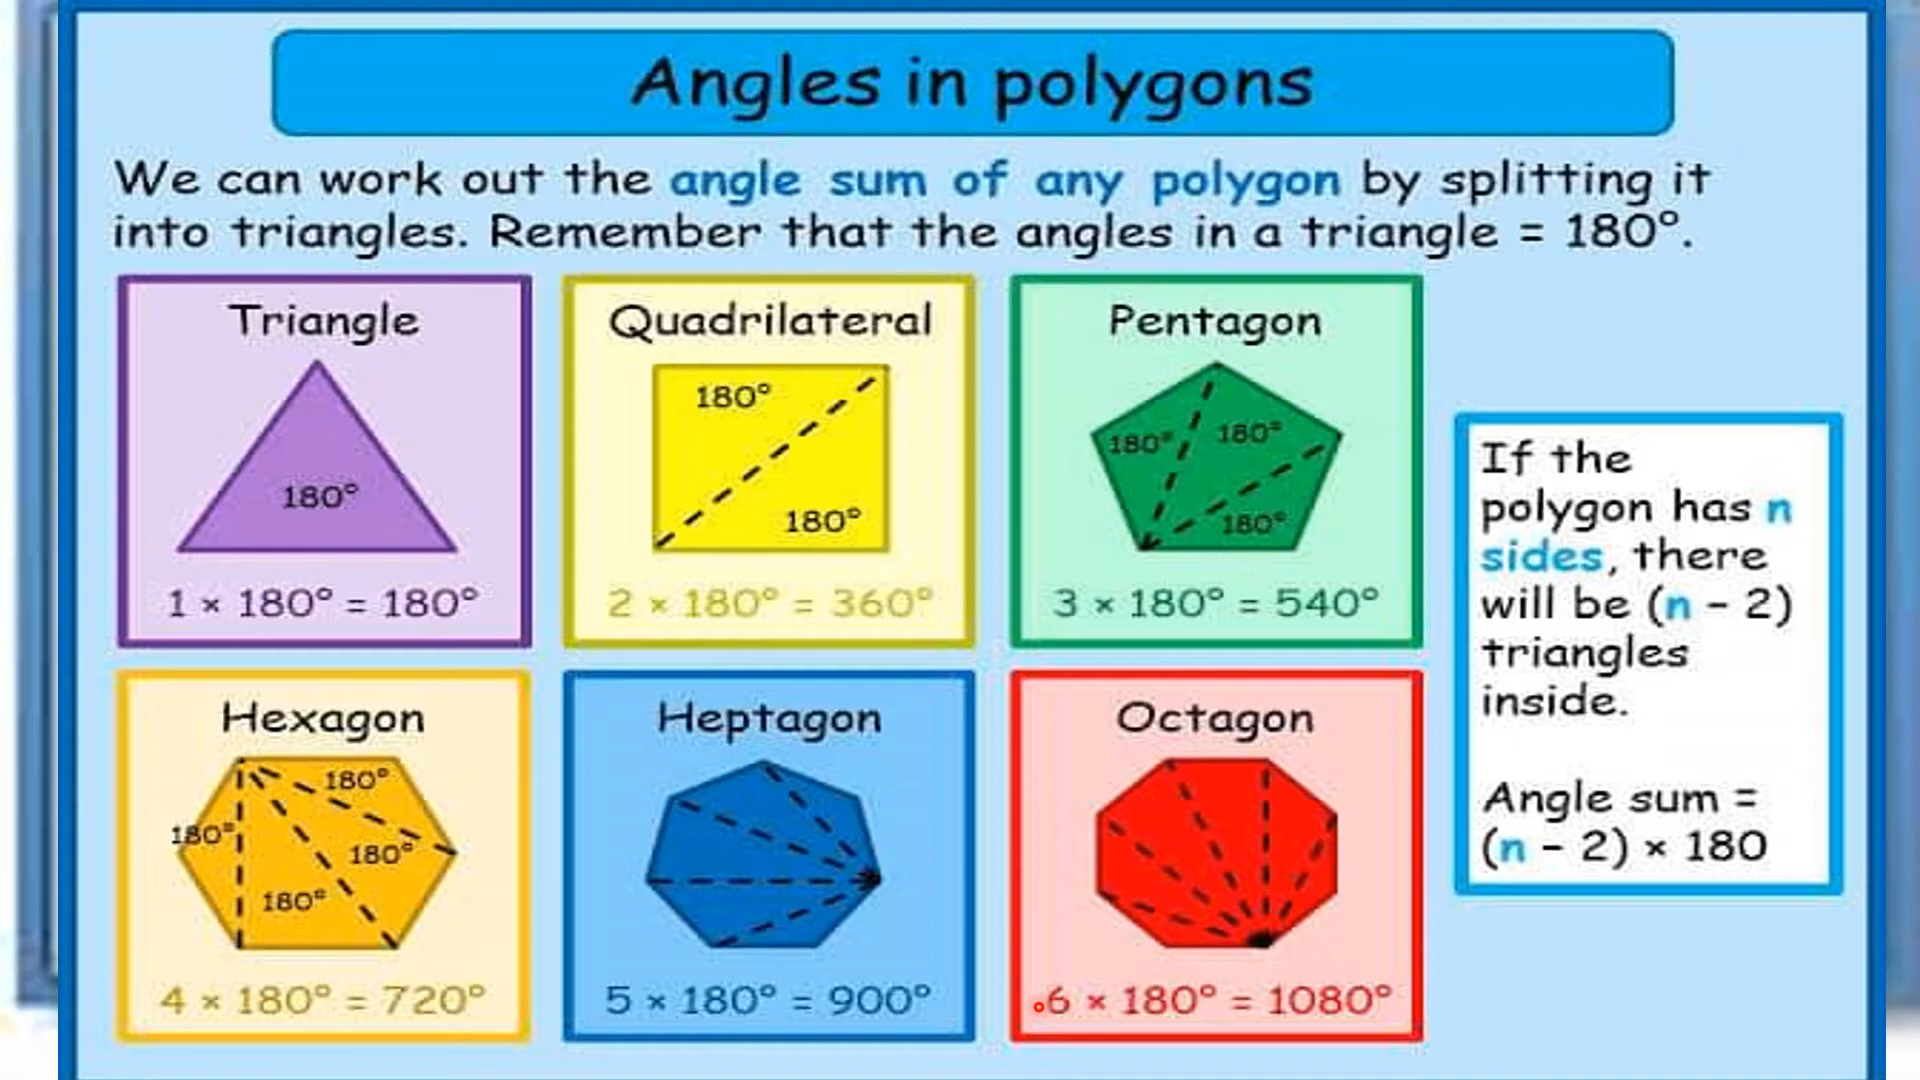 Angles in polygons
We can work out the angle sum of any polygon by splitting it
into triangles. Remember that the angles in a triangle = 180°.
Triangle
180°
1 × 180° = 180°
Quadrilateral
180°
180°
2 × 180° = 360°
Pentagon
180°
180°
180°
3 × 180° = 540°
Hexagon
180°
180°
180°
180°
4 × 180° = 720°
Heptagon
5 × 180° = 900°
Octagon
6 × 180° = 1080°
If the
polygon has n
sides, there
will be (n – 2)
triangles
inside.
Angle sum =
(n – 2) × 180